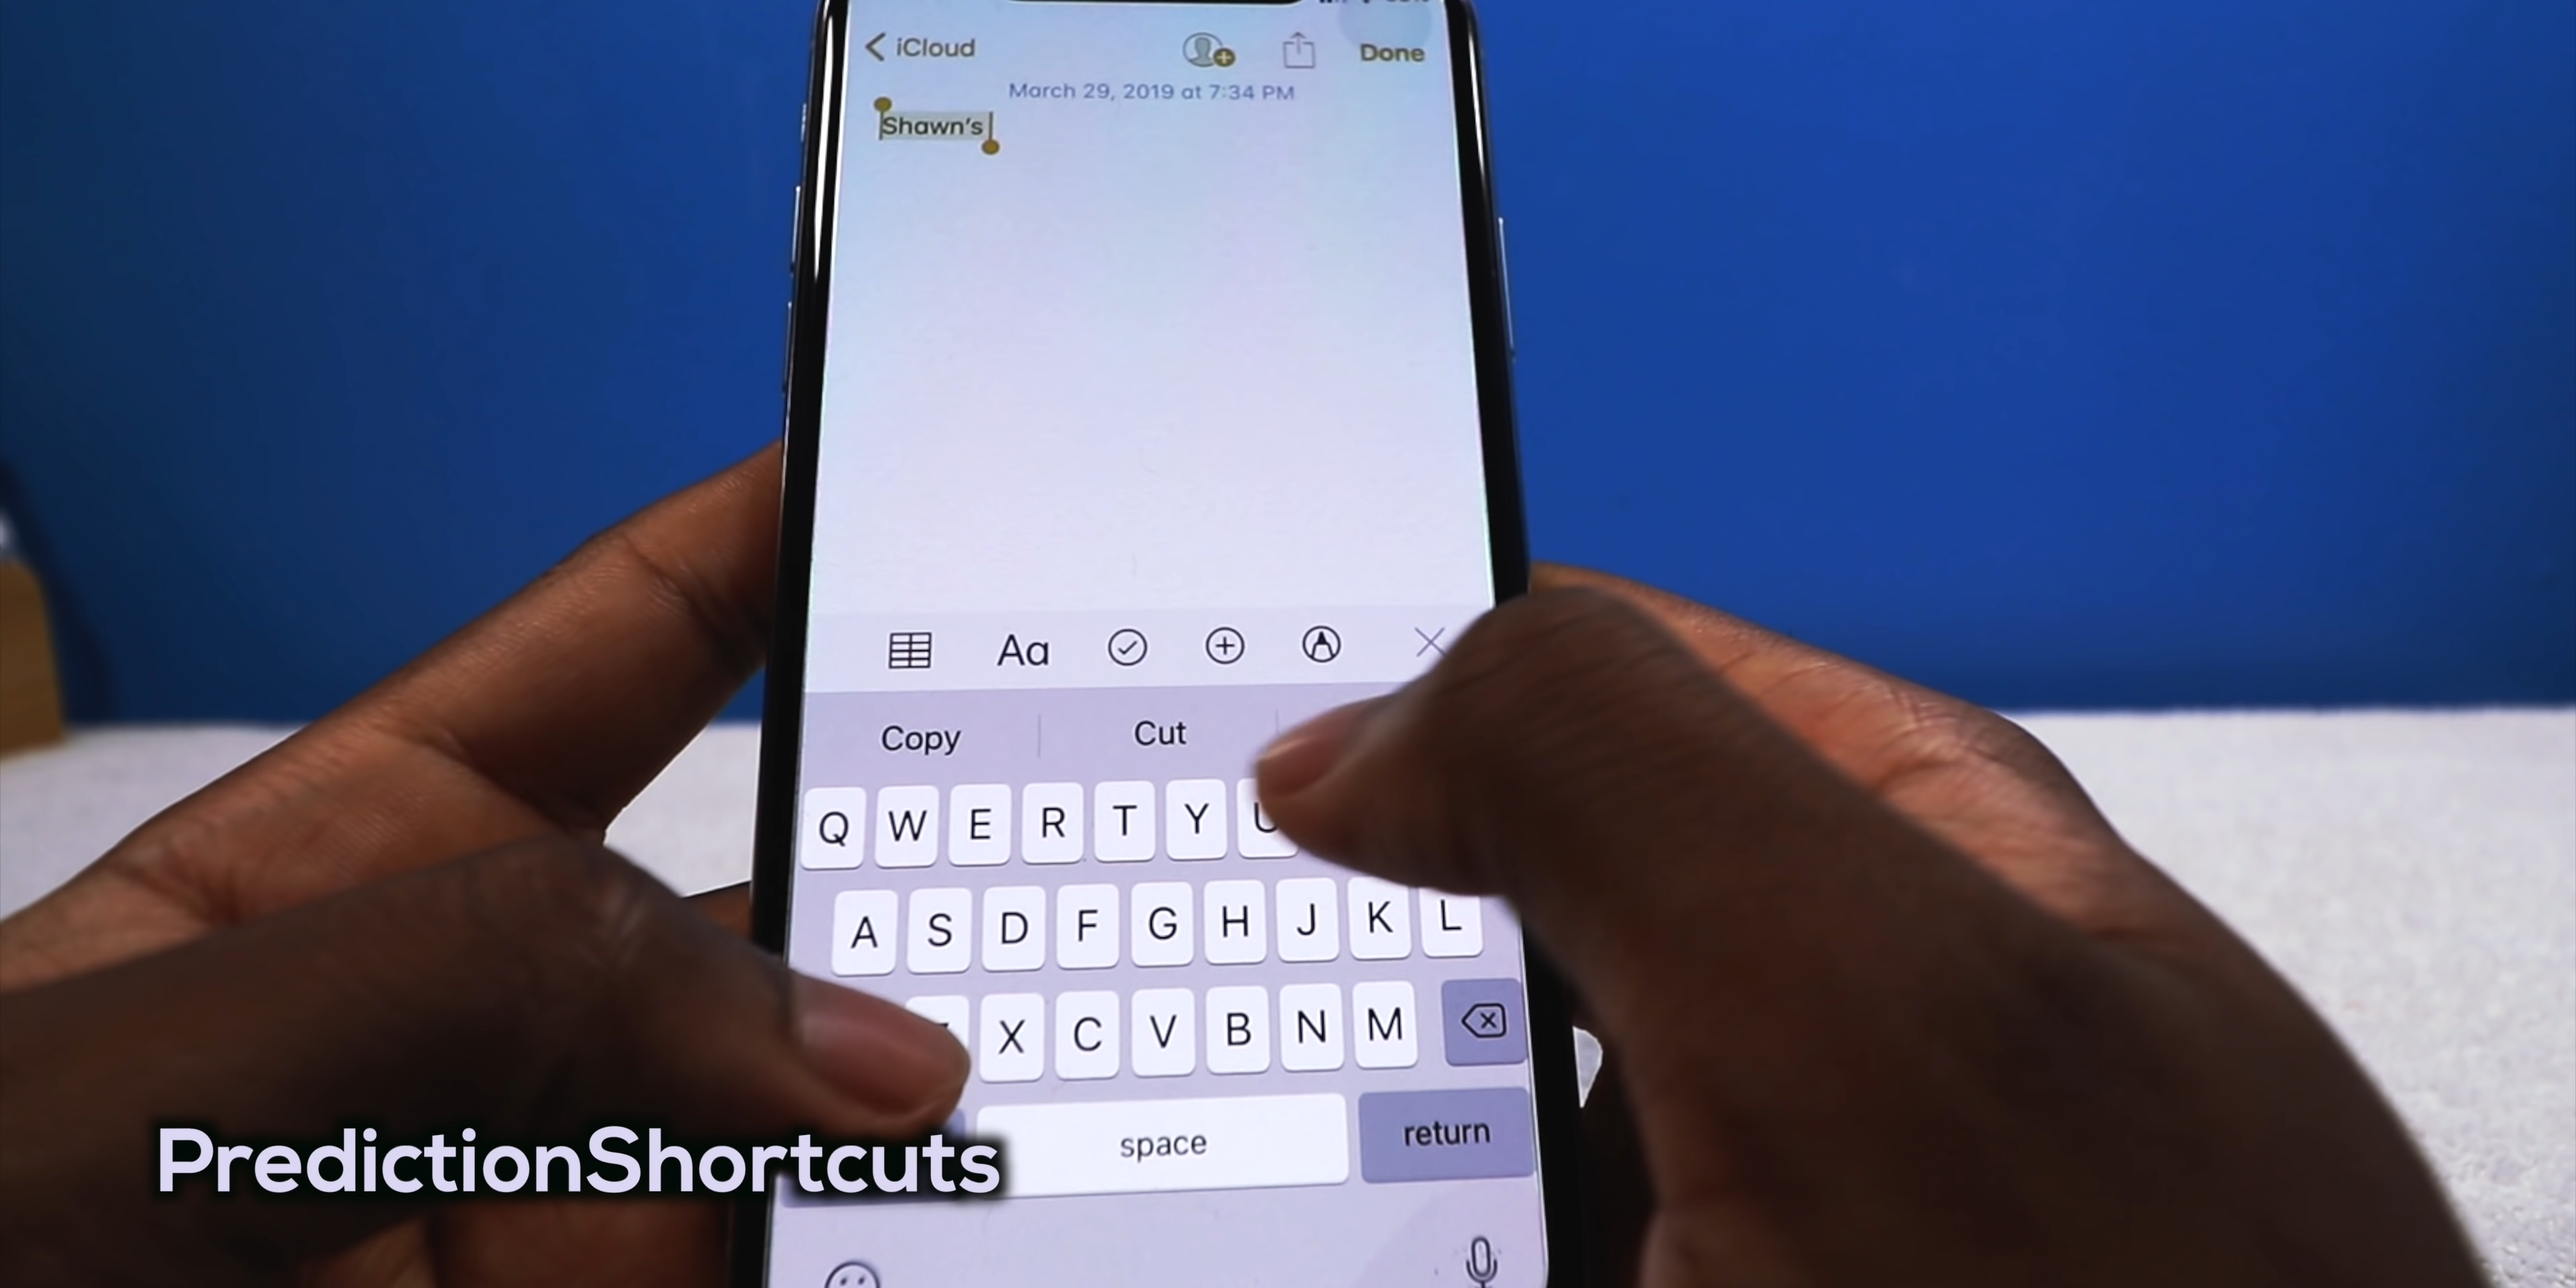 iCloud
Done
March 29, 2019 at 7:34 PM
Shawn's
Aa
Copy Cut
Q W E R T Y U
A S D F G H J K L
X C V B N M
space return
PredictionShortcuts